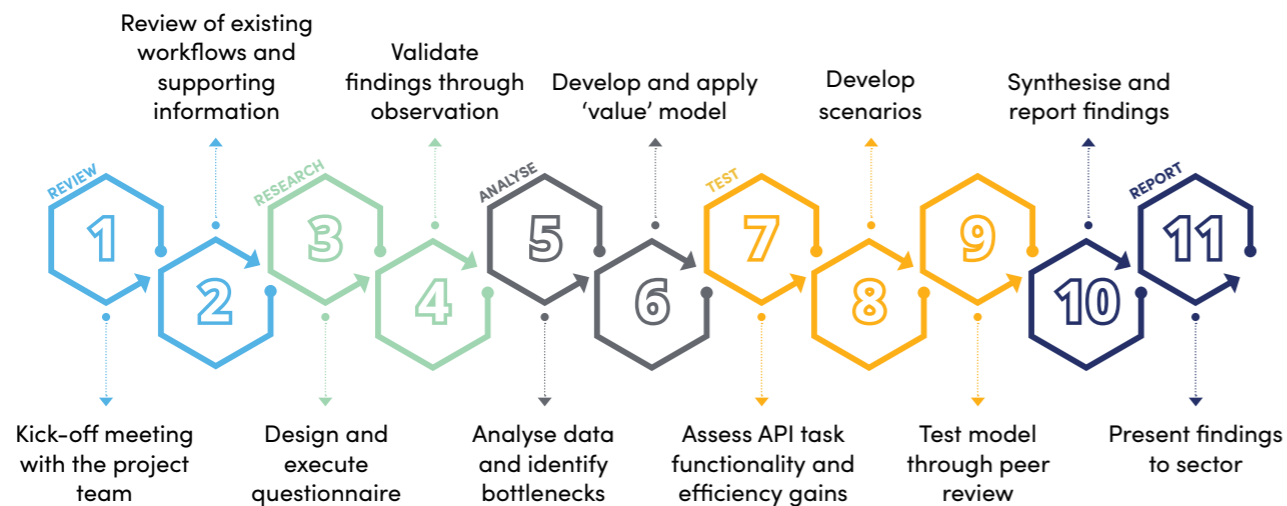 Review of existing
workflows and
supporting
information
Validate
findings through
observation
Develop and apply
‘value’ model
Develop
scenarios
Synthesise and
report findings
REVIEW
1
2
RESEARCH
3
4
ANALYSE
5
6
TEST
7
8
9
10
REPORT
11
Kick-off meeting
with the project
team
Design and
execute
questionnaire
Analyse data
and identify
bottlenecks
Assess API task
functionality and
efficiency gains
Test model
through peer
review
Present findings
to sector